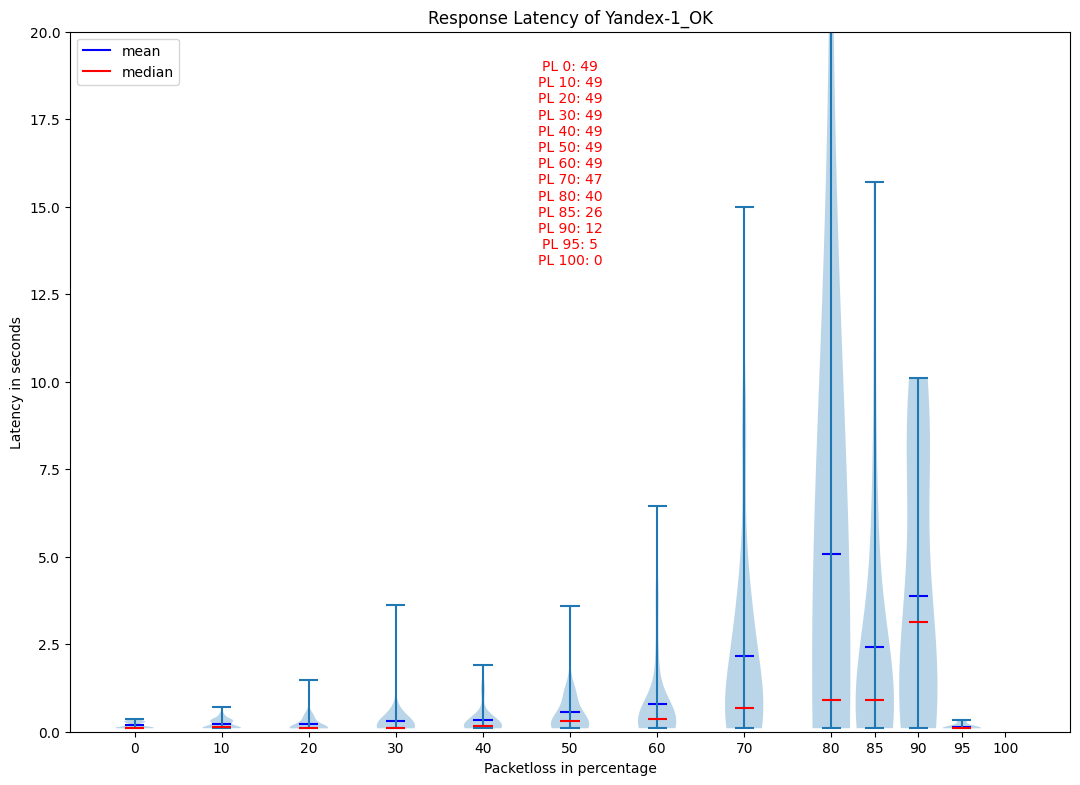 Response Latency of Yandex-1_OK
mean
median
PL 0: 49
PL 10: 49
PL 20: 49
PL 30: 49
PL 40: 49
PL 50: 49
PL 60: 49
PL 70: 47
PL 80: 40
PL 85: 26
PL 90: 12
PL 95: 5
PL 100: 0
Latency in seconds
20.0
17.5
15.0
12.5
10.0
7.5
5.0
2.5
0.0
0 10 20 30 40 50 60 70 80 85 90 95 100
Packetloss in percentage